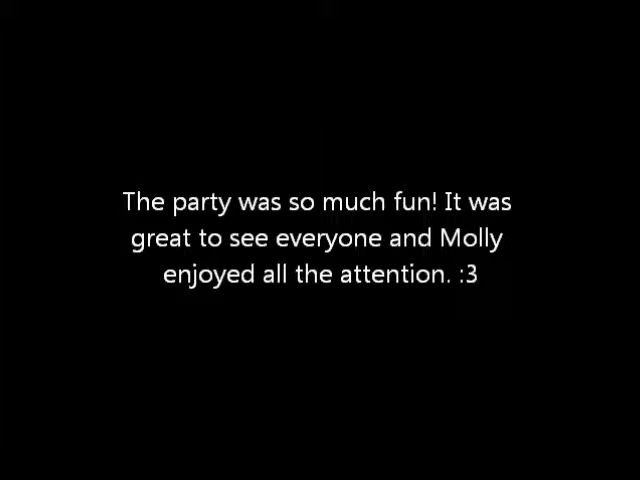 The party was so much fun! It was
great to see everyone and Molly
enjoyed all the attention. :3